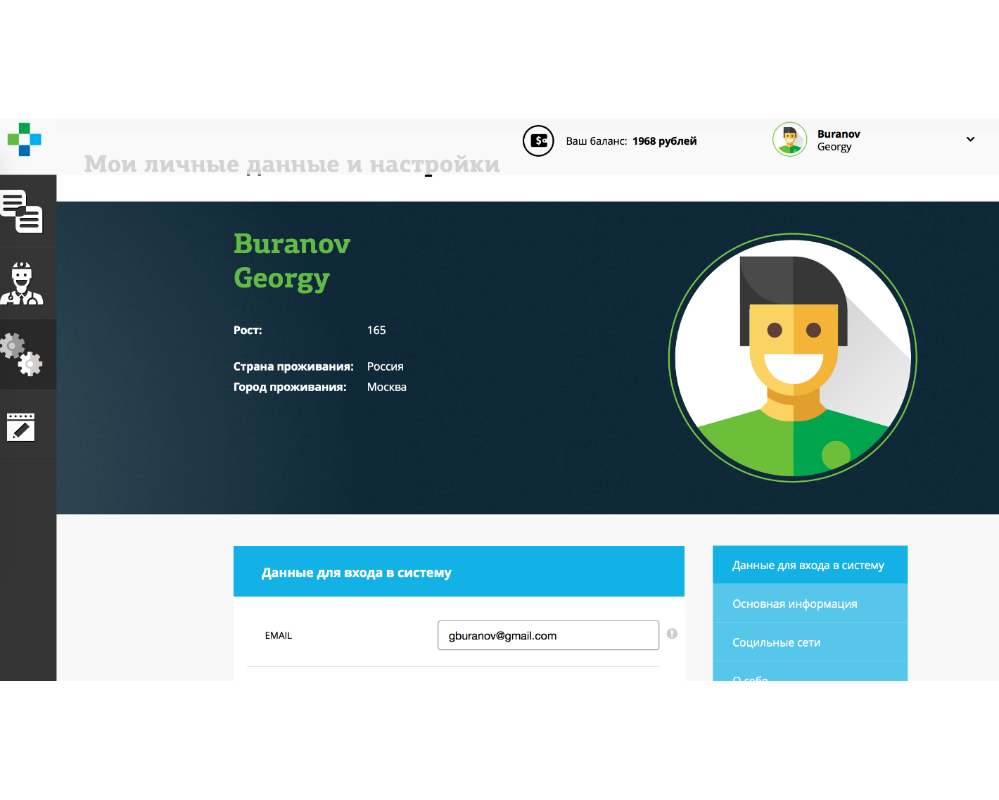 Ваш баланс: 1968 рублей
Buranov
Georgy
Мои личные данные и настройки
Buranov
Georgy
Рост: 165
Страна проживания: Россия
Город проживания: Москва
Данные для входа в систему
EMAIL gburanov@gmail.com
Данные для входа в систему
Основная информация
Социльные сети
О себе